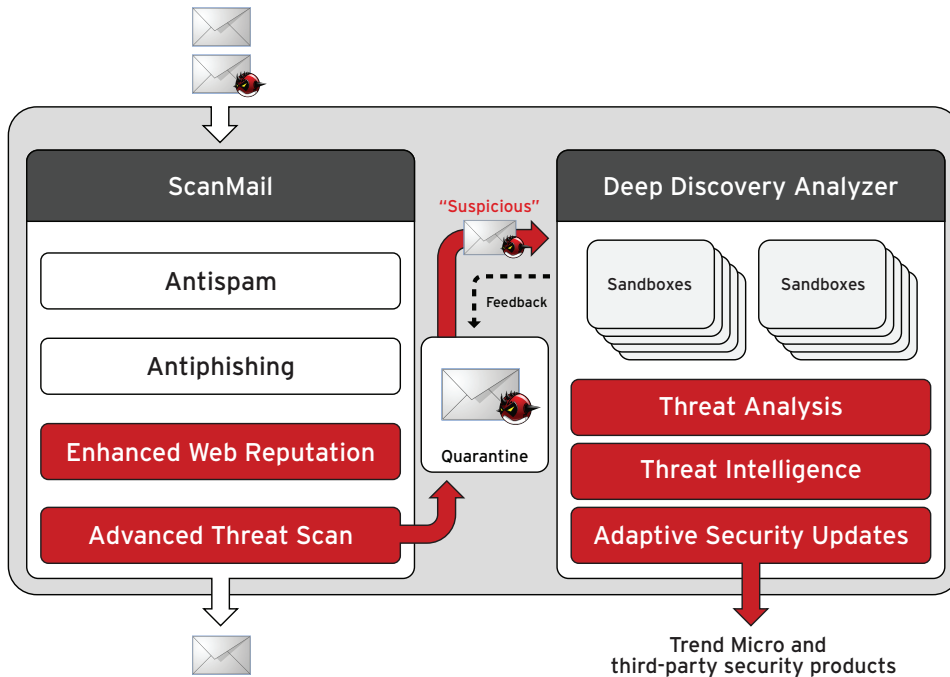 ScanMail
Antispam
Antiphishing
Enhanced Web Reputation
Advanced Threat Scan
“Suspicious”
Feedback
Quarantine
Deep Discovery Analyzer
Sandboxes
Sandboxes
Threat Analysis
Threat Intelligence
Adaptive Security Updates
Trend Micro and
third-party security products